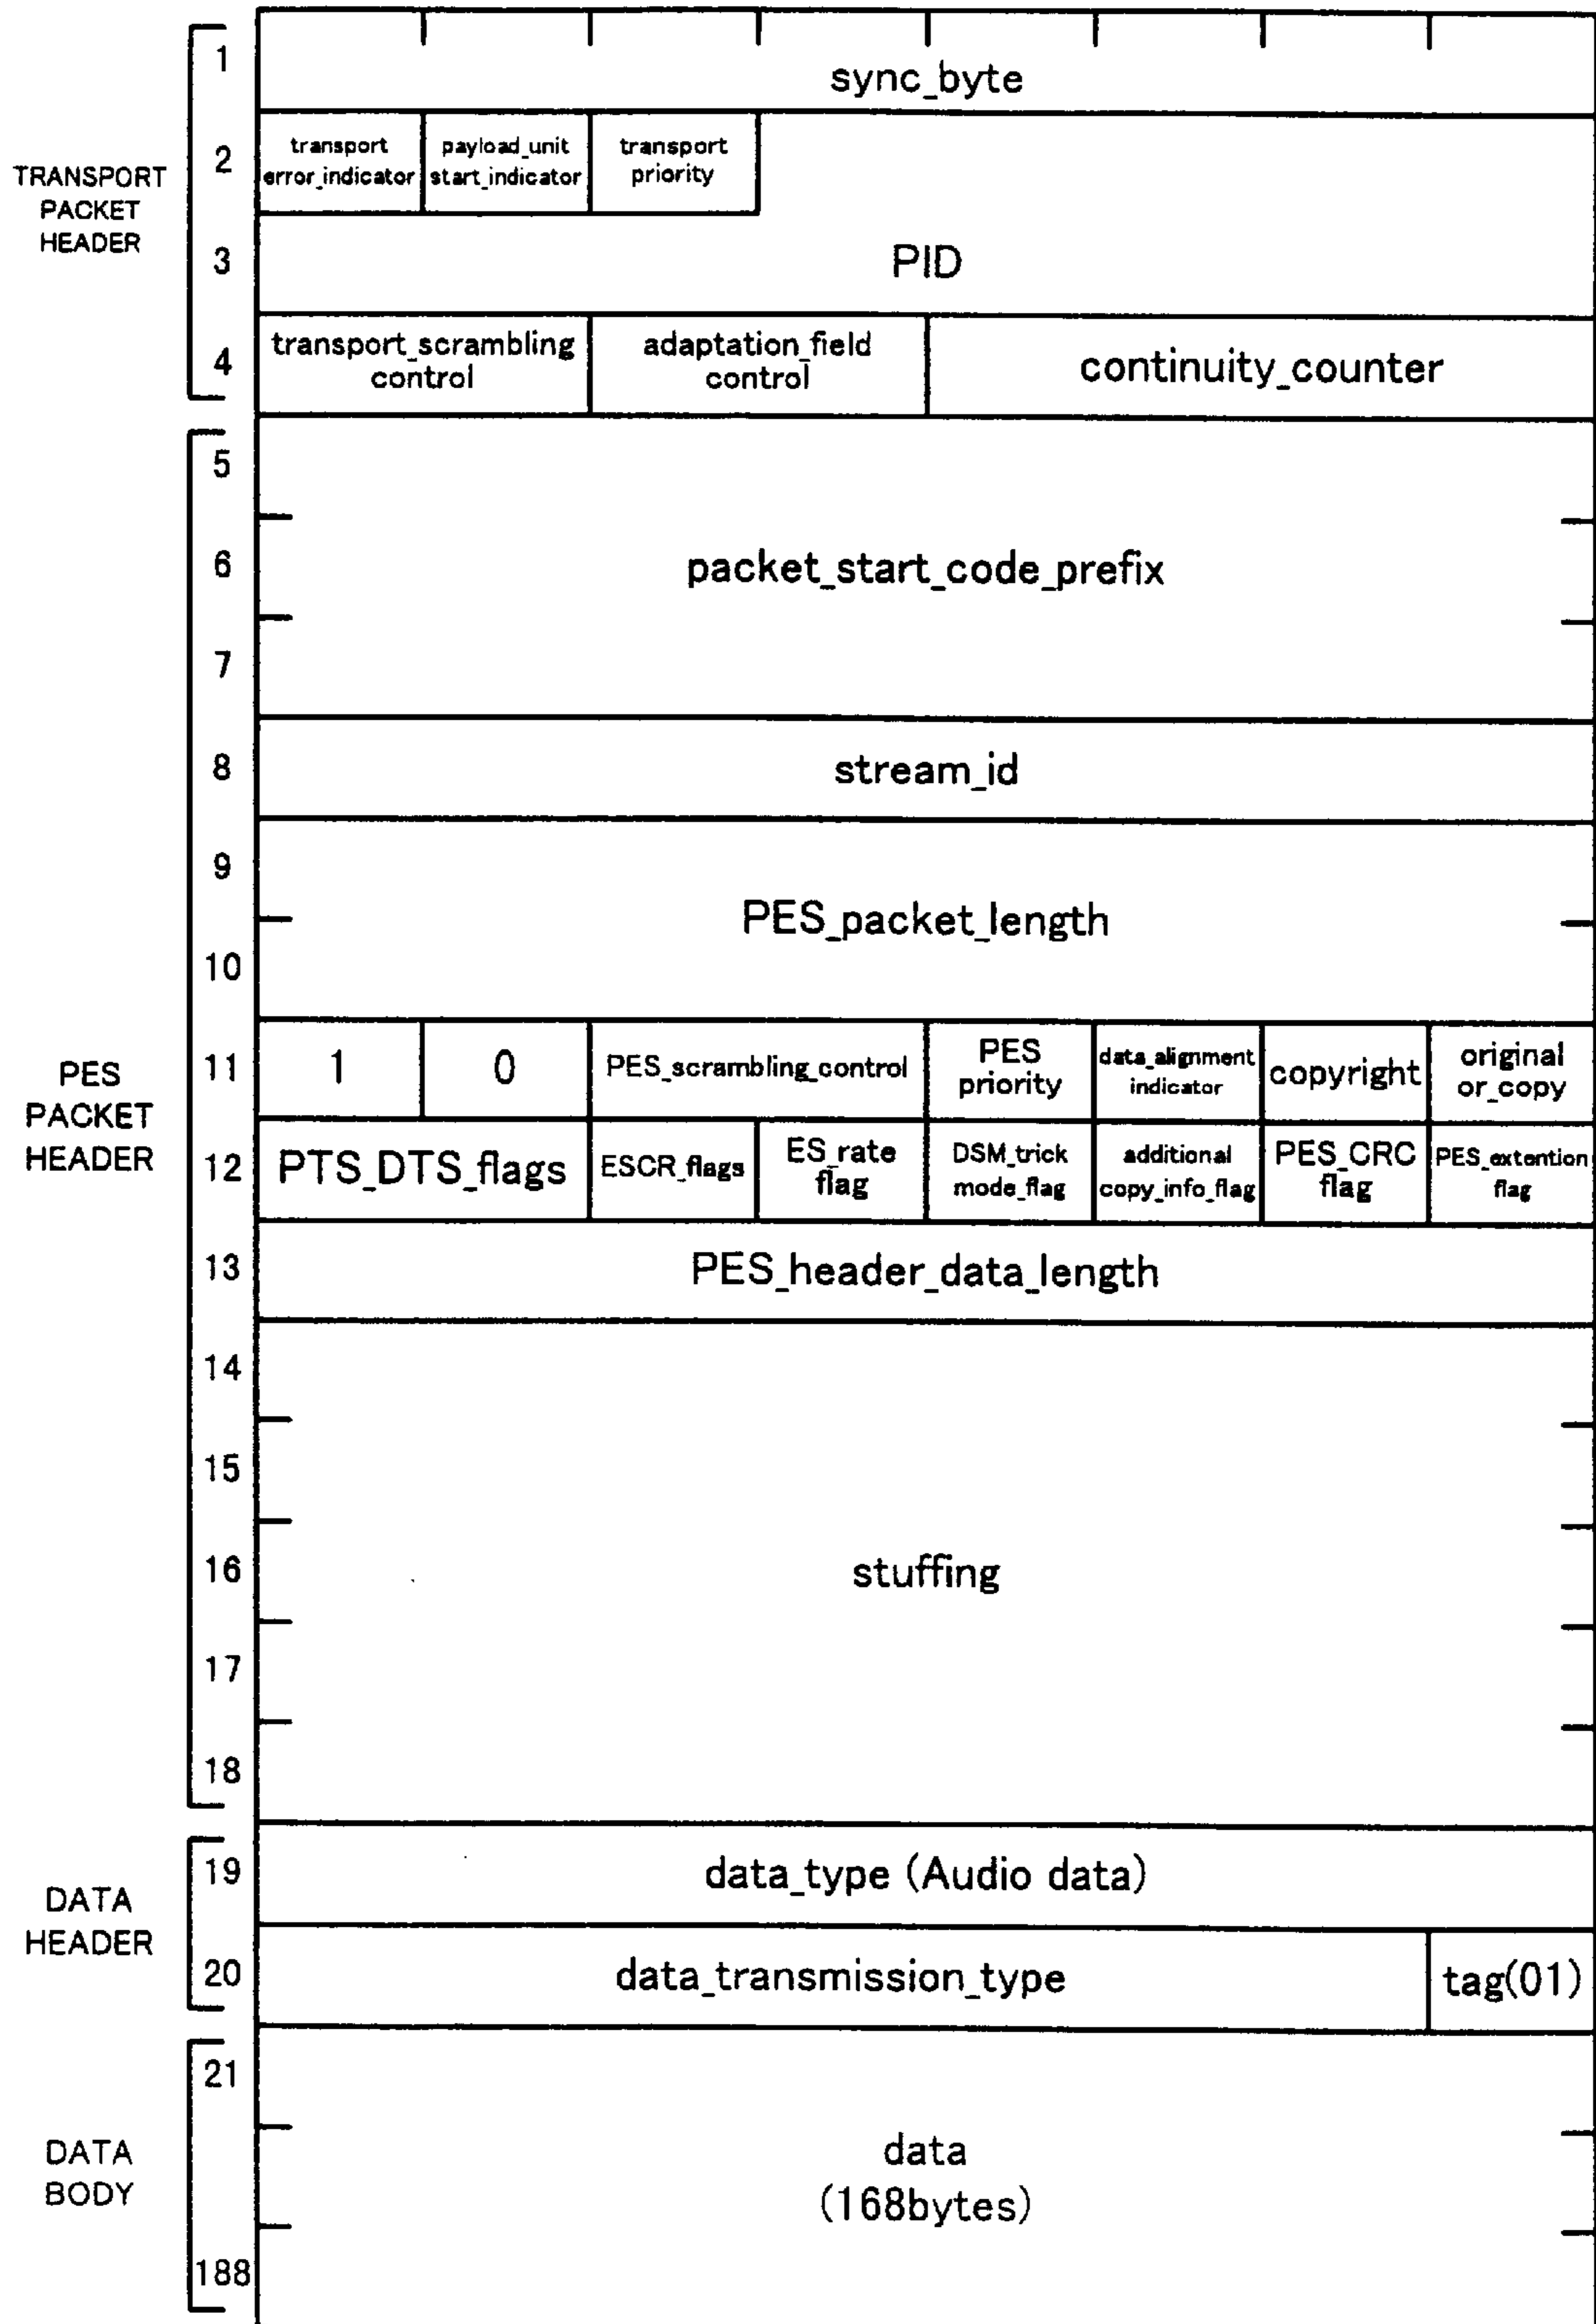 1
sync_byte
TRANSPORT
PACKET
HEADER
2
transport
error_indicator
payload_unit
start_indicator
transport
priority
3
PID
4
transport_scrambling
control
adaptation_field
control
continuity_counter
PES
PACKET
HEADER
5
6
packet_start_code_prefix
7
8
stream_id
9
PES_packet_length
10
11
1
0
PES_scrambling_control
PES
priority
data_alignment
indicator
copyright
original
or_copy
12
PTS_DTS_flags
ESCR_flags
ES_rate
flag
DSM_trick
mode_flag
additional
copy_info_flag
PES_CRC
flag
PES_extention
flag
13
PES_header_data_length
14
15
16
stuffing
17
18
DATA
HEADER
19
data_type (Audio data)
20
data_transmission_type
tag(01)
DATA
BODY
21
data
(168bytes)
188